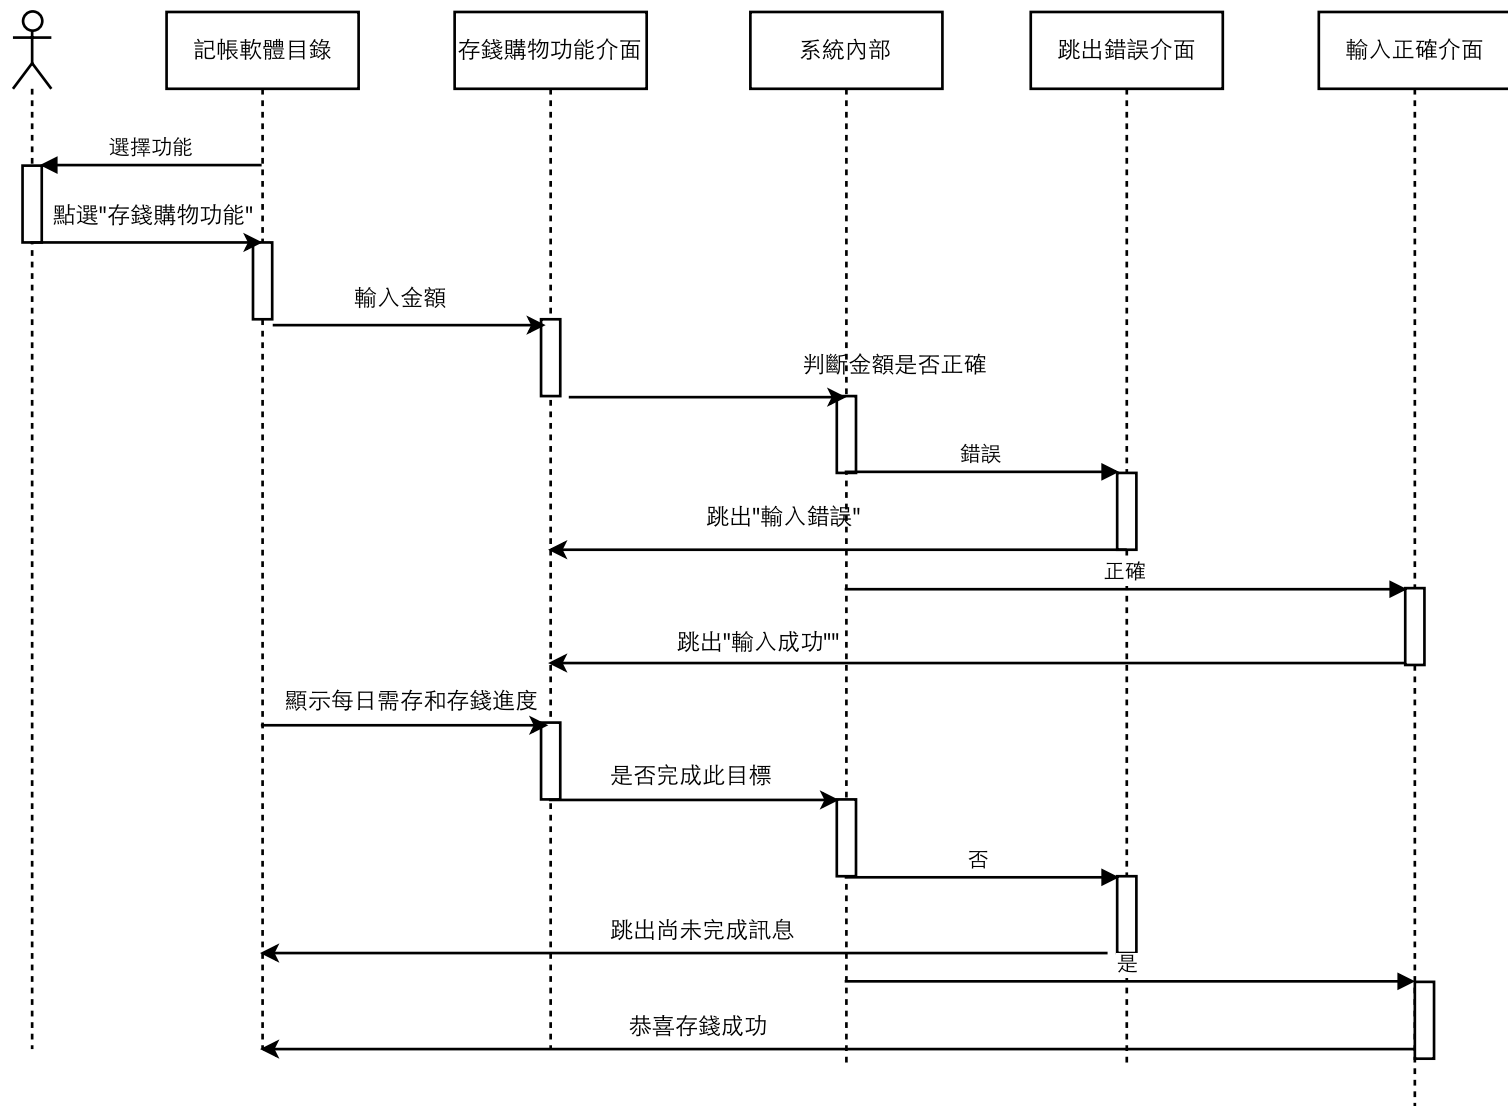 記帳軟體目錄
存錢購物功能介面
系統內部
跳出錯誤介面
輸入正確介面
選擇功能
點選"存錢購物功能"
輸入金額
判斷金額是否正確
錯誤
跳出"輸入錯誤"
正確
跳出"輸入成功""
顯示每日需存和存錢進度
是否完成此目標
否
跳出尚未完成訊息
是
恭喜存錢成功